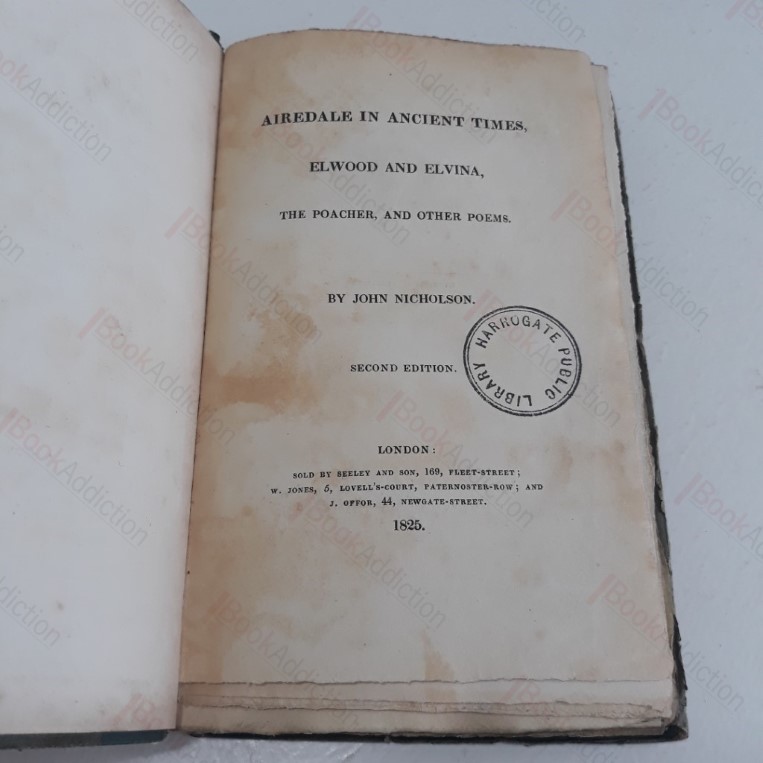 AIREDALE IN ANCIENT TIMES,
ELWOOD AND ELVINA,
THE POACHER, AND OTHER POEMS.
BY JOHN NICHOLSON.
HARROGATE PUBLIC LIBRARY
SECOND EDITION.
LONDON:
SOLD BY SEELEY AND SON, 169, FLEET-STREET;
W. JONES, 5, LOVELL'S-COURT, PATERNOSTER-ROW; AND
J. OFFOR, 44, NEWGATE-STREET.
1825.
1BookAddiction